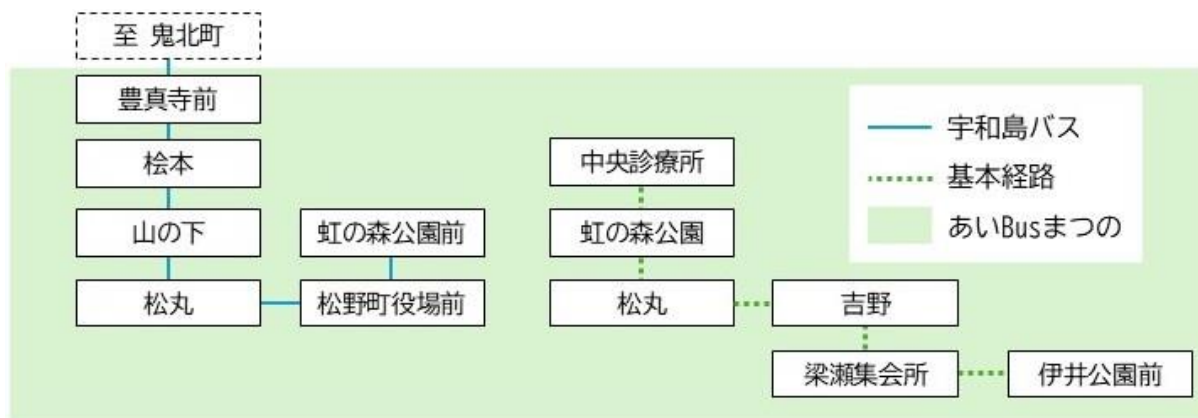 至 鬼北町
豊真寺前
桧本
山の下
虹の森公園前
松丸
松野町役場前
中央診療所
虹の森公園
松丸
吉野
梁瀬集会所
伊井公園前
宇和島バス
基本経路
あいBusまつの